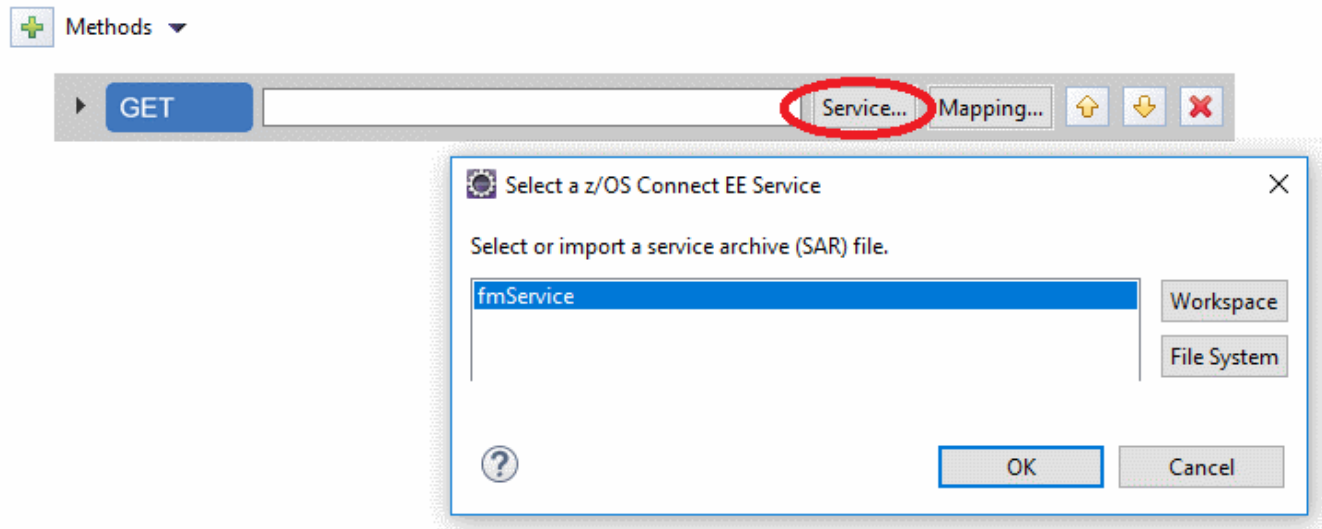 Methods
GET
Service... Mapping...
Select a z/OS Connect EE Service
Select or import a service archive (SAR) file.
fmService
Workspace
File System
?
OK Cancel